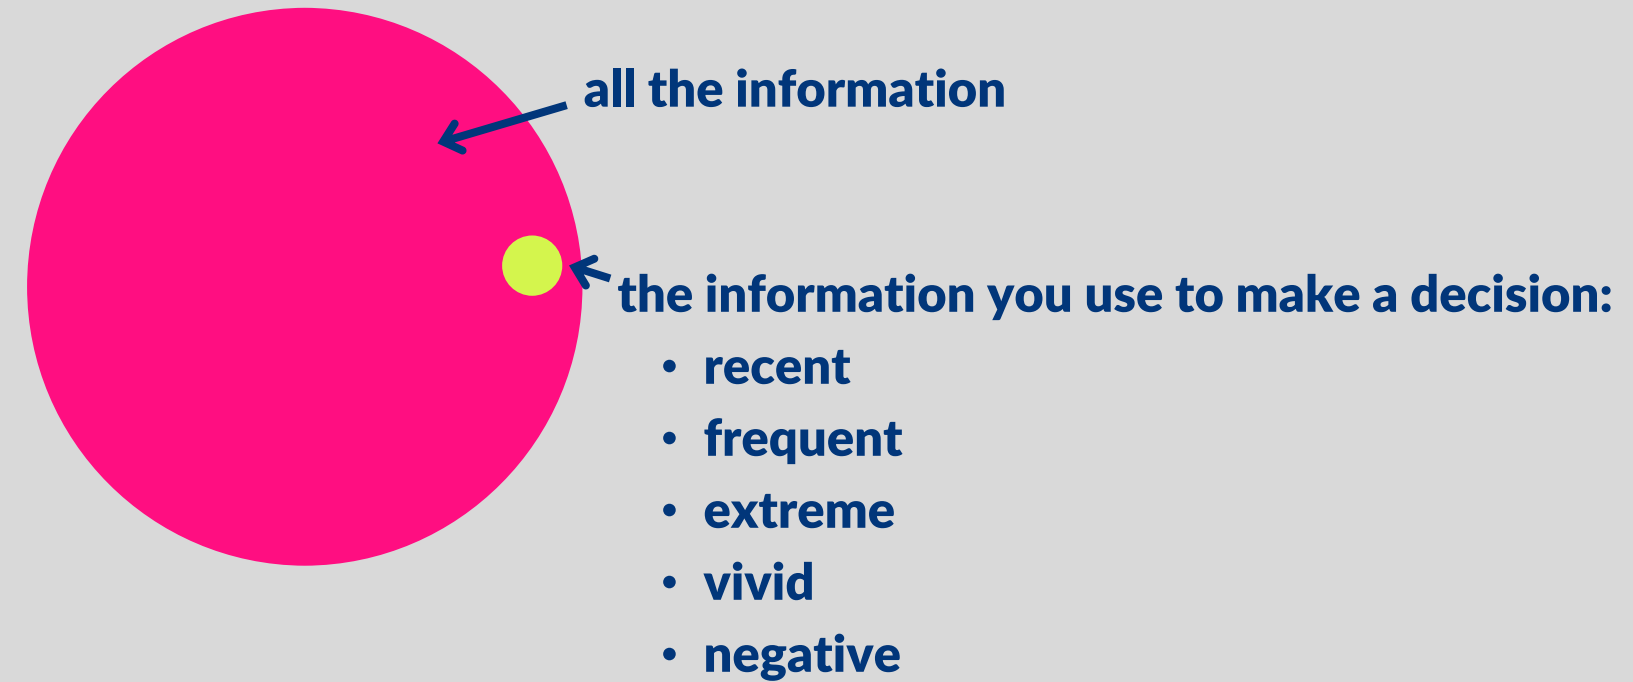 all the information
the information you use to make a decision:
• recent
• frequent
• extreme
• vivid
• negative